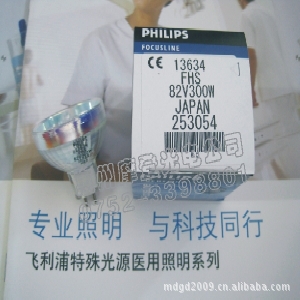 PHILIPS
FOCUSLINE
CE 13634
FHS
82V300W
JAPAN
253054
专业照明 与科技同行
飞利浦特殊光源医用照明系列
mdgd2009.cn.alibaba.com